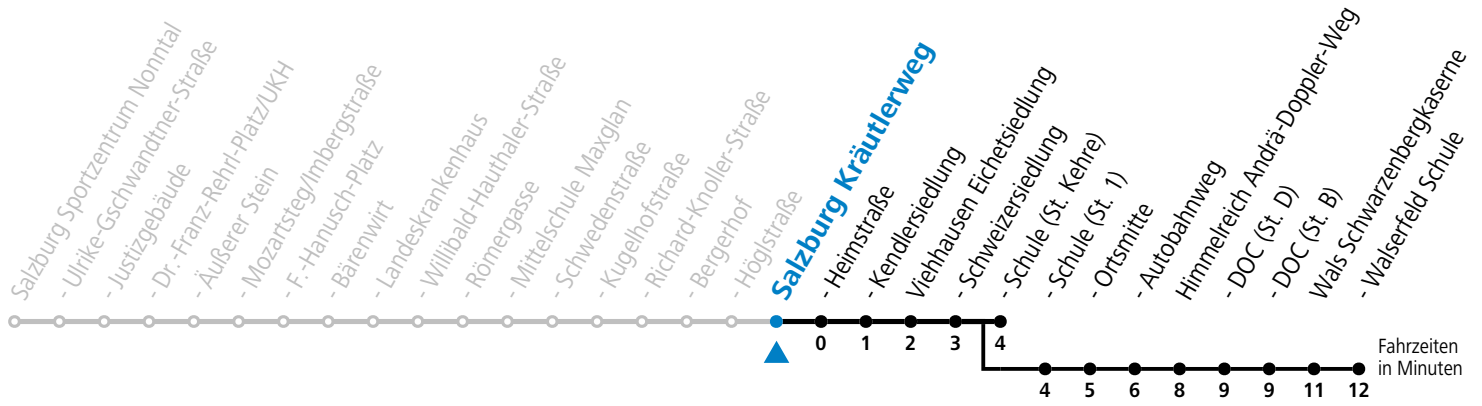 Salzburg Sportzentrum Nonntal
- Ulrike-Gschwandtner-Straße
- Justizgebäude
- Dr.-Franz-Rehrl-Platz/UKH
- Äußerer Stein
- Mozartsteg/Imbergstraße
- F.-Hanusch-Platz
- Bärenwirt
- Landeskrankenhaus
- Willibald-Hauthaler-Straße
- Römergasse
- Mittelschule Maxglan
- Schwedenstraße
- Kugelhofstraße
- Richard-Knoller-Straße
- Bergerhof
- Höglstraße
Salzburg Kräutlerweg
- Heimstraße
- Kendlersiedlung
Viehhausen Eichetsiedlung
- Schweizersiedlung
- Schule (St. Kehre)
- Schule (St. 1)
- Ortsmitte
- Autobahnweg
Himmelreich Andrä-Doppler-Weg
- DOC (St. D)
- DOC (St. B)
Wals Schwarzenbergkaserne
- Walserfeld Schule
0 1 2 3 4
Fahrzeiten
in Minuten
4 5 6 8 9 9 11 12